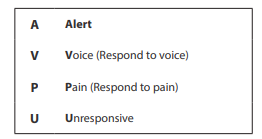 A Alert
V Voice (Respond to voice)
P Pain (Respond to pain)
U Unresponsive